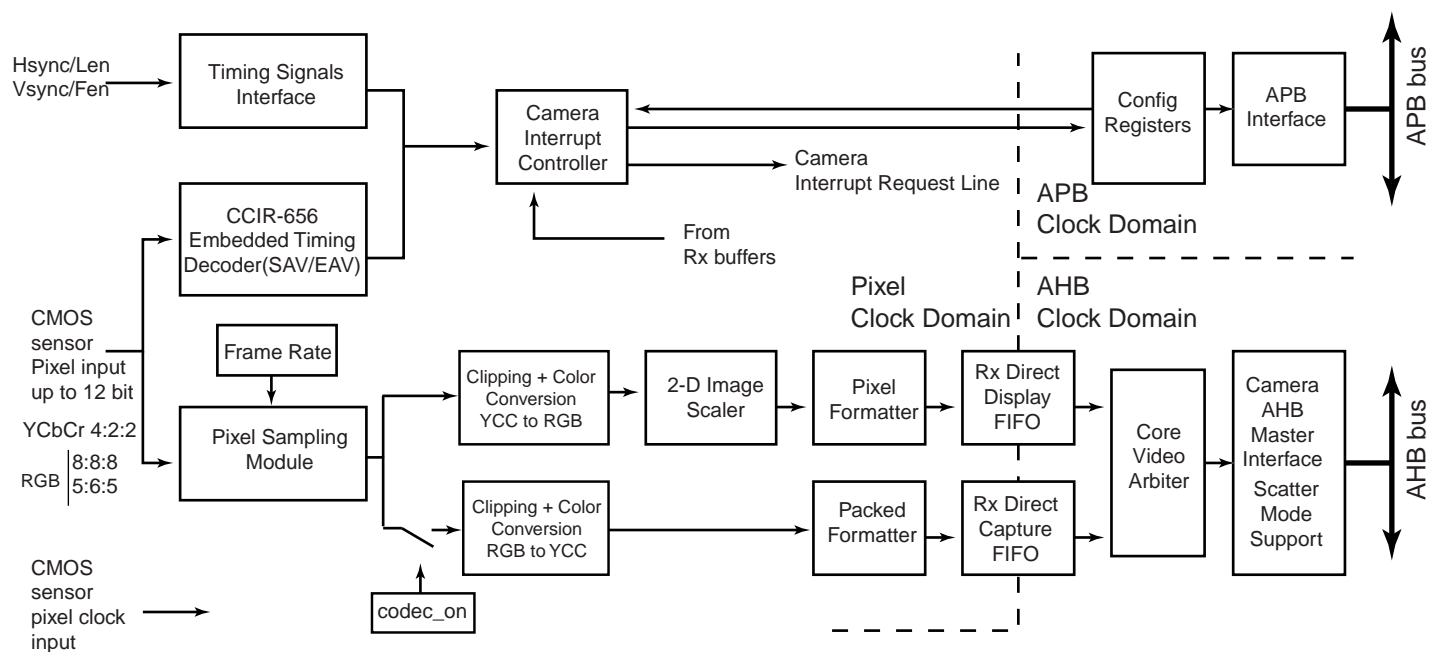 Hsync/Len
Vsync/Fen
Timing Signals
Interface
Camera
Interrupt
Controller
Config
Registers
APB
Interface
APB bus
Camera
Interrupt Request Line
APB
Clock Domain
CCIR-656
Embedded Timing
Decoder(SAV/EAV)
From
Rx buffers
Pixel
Clock Domain
AHB
Clock Domain
CMOS
sensor
Pixel input
up to 12 bit
YCbCr 4:2:2
RGB
8:8:8
5:6:5
Frame Rate
Pixel Sampling
Module
Clipping + Color
Conversion
YCC to RGB
2-D Image
Scaler
Pixel
Formatter
Rx Direct
Display
FIFO
Core
Video
Arbiter
Camera
AHB
Master
Interface
Scatter
Mode
Support
AHB bus
Clipping + Color
Conversion
RGB to YCC
Packed
Formatter
Rx Direct
Capture
FIFO
codec_on
CMOS
sensor
pixel clock
input